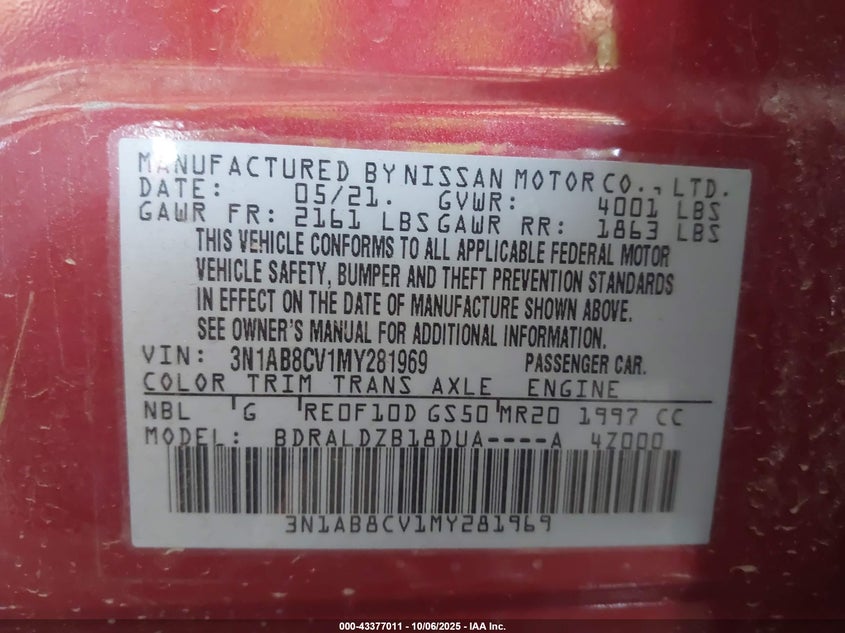 MANUFACTURED BY NISSAN MOTOR CO., LTD.
DATE: 05/21. GVWR: 4001 LBS
GAWR FR: 2161 LBS GAWR RR: 1863 LBS
THIS VEHICLE CONFORMS TO ALL APPLICABLE FEDERAL MOTOR
VEHICLE SAFETY, BUMPER AND THEFT PREVENTION STANDARDS
IN EFFECT ON THE DATE OF MANUFACTURE SHOWN ABOVE.
SEE OWNER'S MANUAL FOR ADDITIONAL INFORMATION.
VIN: 3N1AB8CV1MY281969 PASSENGER CAR.
COLOR TRIM TRANS AXLE ENGINE
NBL G RE0F10D GS50 MR20 1997 CC
MODEL: BDRALDZB18DUA----A 4Z000
3N1AB8CV1MY281969
000-43377011 - 10/06/2025 - IAA Inc.